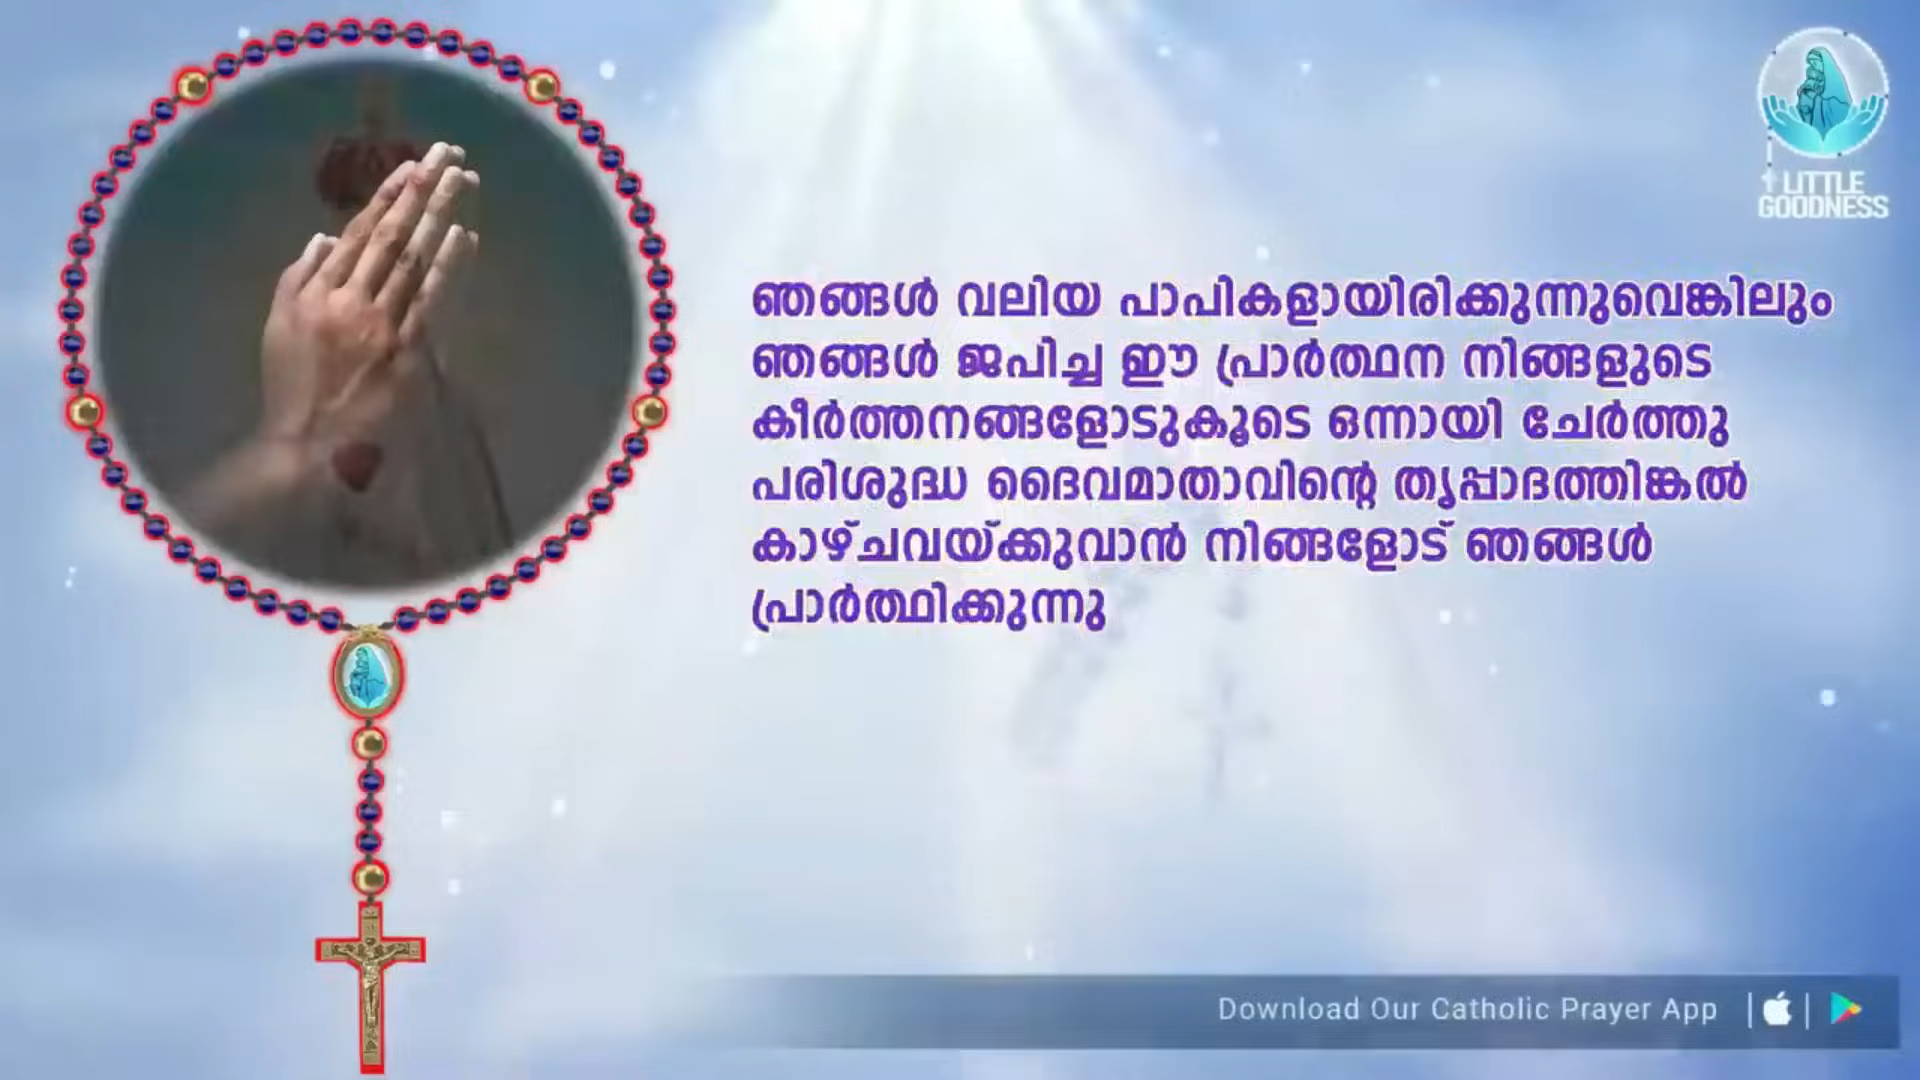 LITTLE
GOODNESS
ഞങ്ങൾ വലിയ പാപികളായിരിക്കുന്നുവെങ്കിലും
ഞങ്ങൾ ജപിച്ച ഈ പ്രാർത്ഥന നിങ്ങളുടെ
കീർത്തനങ്ങളോടുകൂടെ ഒന്നായി ചേർത്തു
പരിശുദ്ധ ദൈവമാതാവിന്റെ തൃപ്പാദത്തിങ്കൽ
കാഴ്ചവയ്ക്കുവാൻ നിങ്ങളോട് ഞങ്ങൾ
പ്രാർത്ഥിക്കുന്നു
Download Our Catholic Prayer App